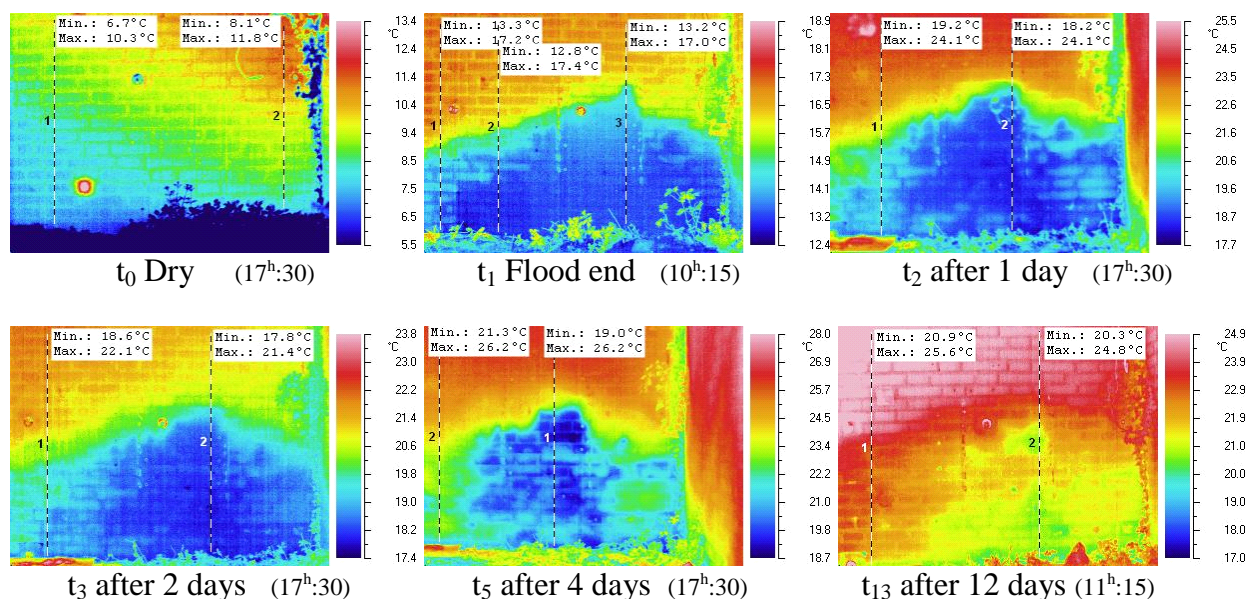 Min.: 6.7°C
Max.: 10.3°C
Min.: 8.1°C
Max.: 11.8°C
1
2
13.4
°C
12.4
11.4
10.4
9.4
8.5
7.5
6.5
5.5
t₀ Dry (17ʰ:30)
Min.: 13.3°C
Max.: 17.2°C
Min.: 12.8°C
Max.: 17.4°C
Min.: 13.2°C
Max.: 17.0°C
1
2
3
18.9
°C
18.1
17.3
16.5
15.7
14.9
14.1
13.2
12.4
t₁ Flood end (10ʰ:15)
Min.: 19.2°C
Max.: 24.1°C
Min.: 18.2°C
Max.: 24.1°C
1
2
25.5
°C
24.6
23.6
22.6
21.6
20.6
19.7
18.7
17.7
t₂ after 1 day (17ʰ:30)
Min.: 18.6°C
Max.: 22.1°C
Min.: 17.8°C
Max.: 21.4°C
1
2
23.8
°C
23.0
22.2
21.4
20.6
19.8
19.0
18.2
17.4
t₃ after 2 days (17ʰ:30)
Min.: 21.3°C
Max.: 26.2°C
Min.: 19.0°C
Max.: 26.2°C
2
1
28.0
°C
26.8
25.7
24.5
23.4
22.2
21.0
19.8
18.7
t₅ after 4 days (17ʰ:30)
Min.: 20.9°C
Max.: 25.6°C
Min.: 20.3°C
Max.: 24.8°C
1
2
24.9
°C
23.9
22.9
21.9
20.9
20.0
19.0
18.0
17.0
t₁₃ after 12 days (11ʰ:15)